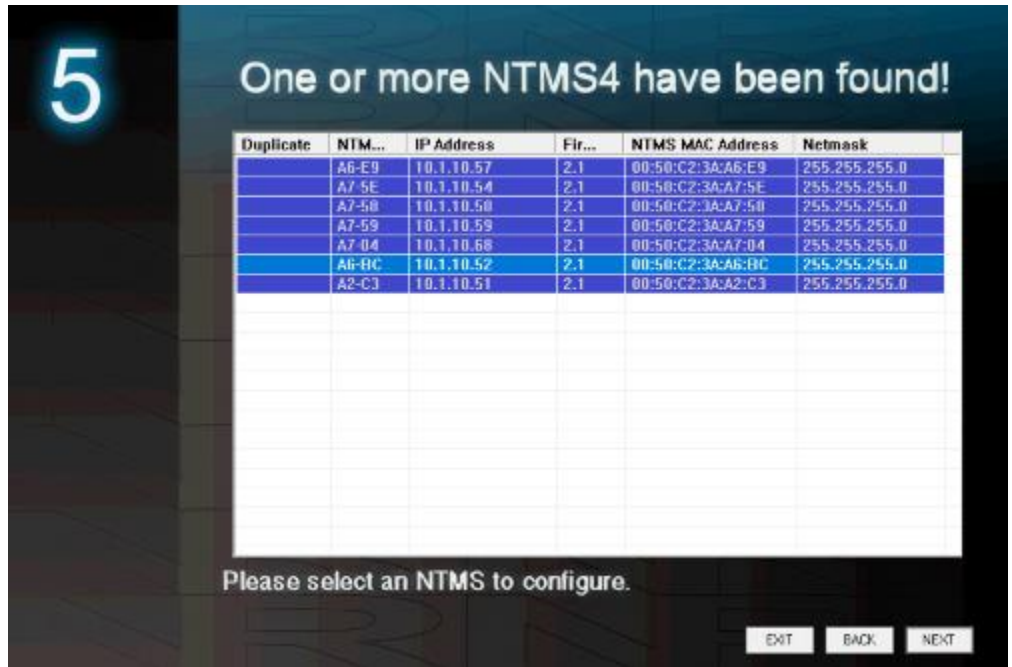 5
One or more NTMS4 have been found!
Duplicate NTM... IP Address Fir... NTMS MAC Address Netmask
A6-E9 10.1.10.57 2.1 00:50:C2:3A:A6:E9 255.255.255.0
A7-5E 10.1.10.54 2.1 00:50:C2:3A:A7:5E 255.255.255.0
A7-58 10.1.10.58 2.1 00:50:C2:3A:A7:58 255.255.255.0
A7-59 10.1.10.59 2.1 00:50:C2:3A:A7:59 255.255.255.0
A7-04 10.1.10.68 2.1 00:50:C2:3A:A7:04 255.255.255.0
A6-BC 10.1.10.52 2.1 00:50:C2:3A:A6:BC 255.255.255.0
A2-C3 10.1.10.51 2.1 00:50:C2:3A:A2:C3 255.255.255.0
Please select an NTMS to configure.
EXIT BACK NEXT